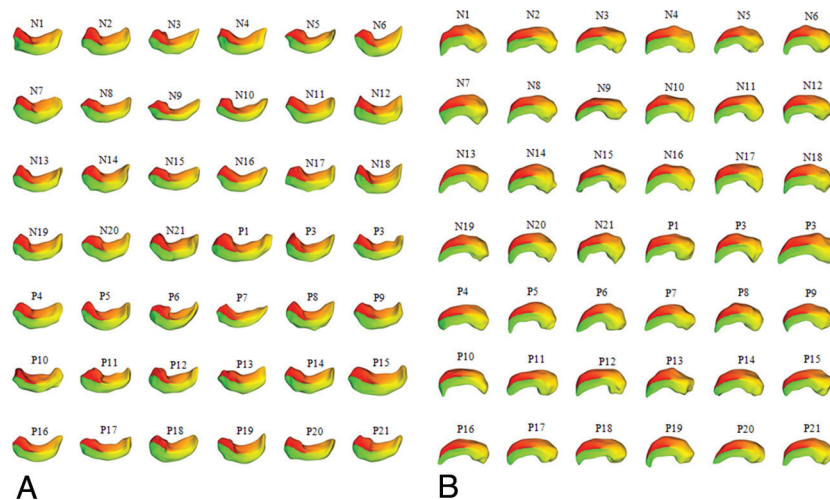 N1 N2 N3 N4 N5 N6
N7 N8 N9 N10 N11 N12
N13 N14 N15 N16 N17 N18
N19 N20 N21 P1 P3 P3
P4 P5 P6 P7 P8 P9
P10 P11 P12 P13 P14 P15
P16 P17 P18 P19 P20 P21
A
N1 N2 N3 N4 N5 N6
N7 N8 N9 N10 N11 N12
N13 N14 N15 N16 N17 N18
N19 N20 N21 P1 P3 P3
P4 P5 P6 P7 P8 P9
P10 P11 P12 P13 P14 P15
P16 P17 P18 P19 P20 P21
B